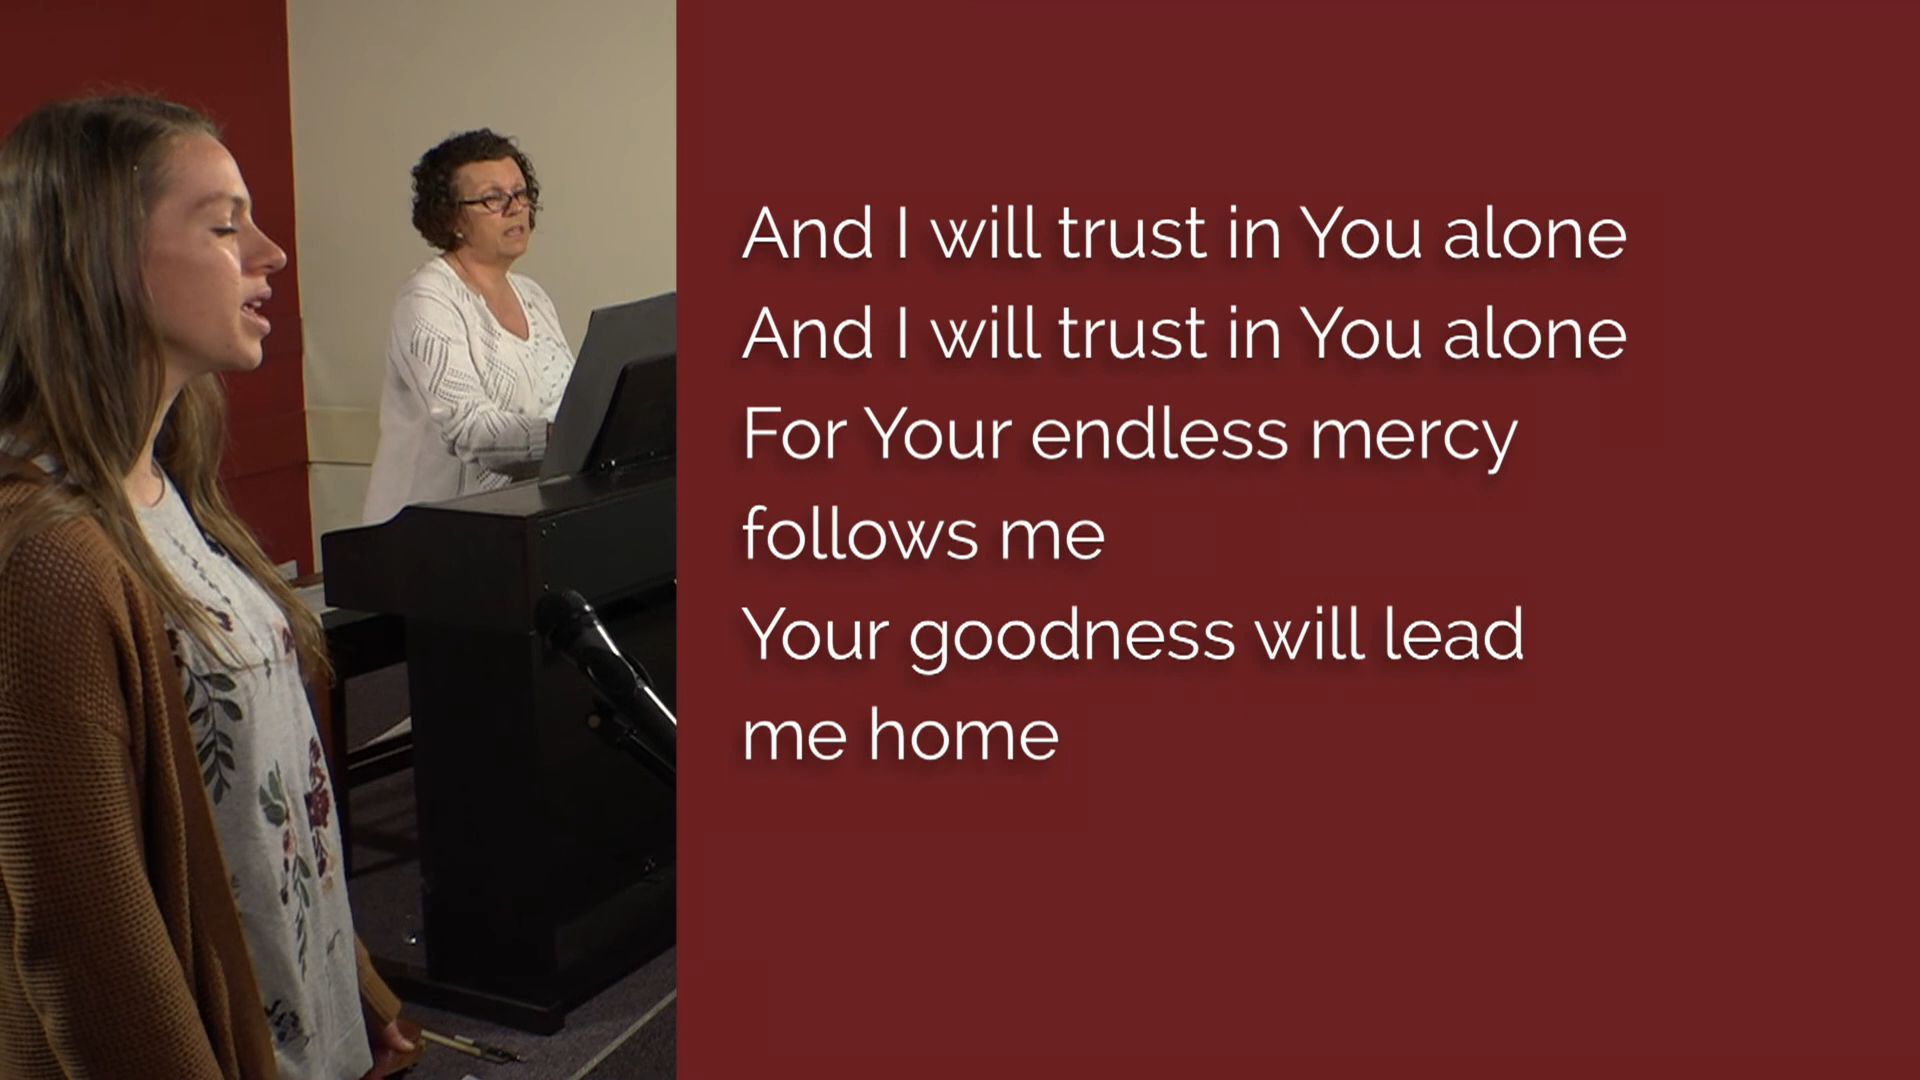 And I will trust in You alone
And I will trust in You alone
For Your endless mercy
follows me
Your goodness will lead
me home